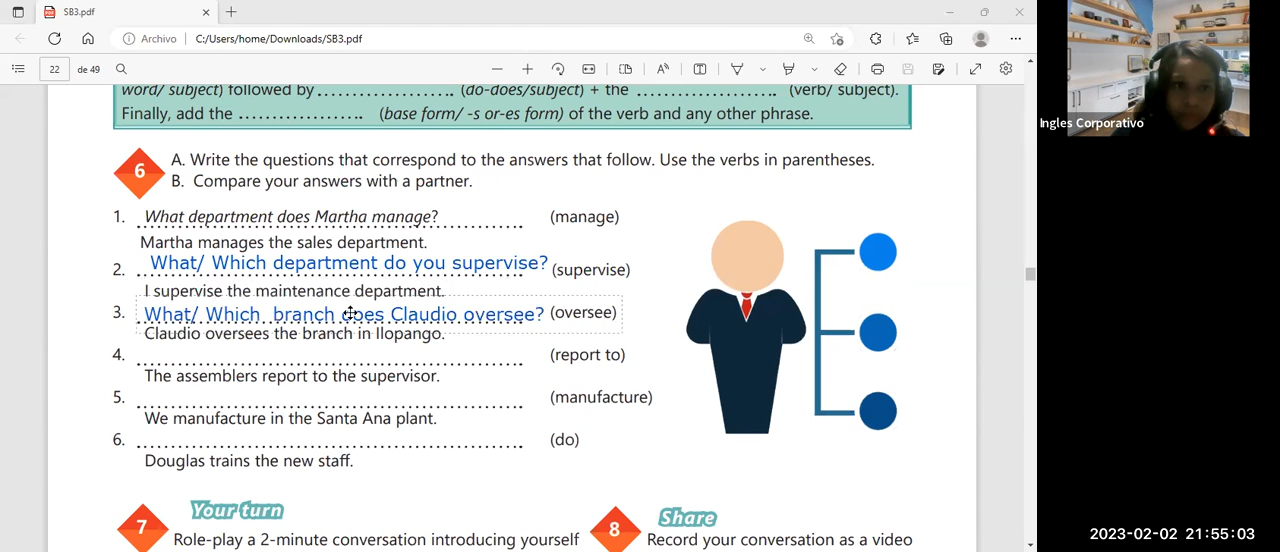 SB3.pdf
Archivo C:/Users/home/Downloads/SB3.pdf
22 de 49
word/ subject) followed by ...................... (do-does/subject) + the ...................... (verb/ subject).
Finally, add the .................. (base form/ -s or-es form) of the verb and any other phrase.
6 A. Write the questions that correspond to the answers that follow. Use the verbs in parentheses.
B. Compare your answers with a partner.
1. What department does Martha manage? (manage)
Martha manages the sales department.
2. What/ Which department do you supervise? (supervise)
I supervise the maintenance department.
3. What/ Which branch does Claudio oversee? (oversee)
Claudio oversees the branch in Ilopango.
4. (report to)
The assemblers report to the supervisor.
5. (manufacture)
We manufacture in the Santa Ana plant.
6. (do)
Douglas trains the new staff.
7 Your turn
Role-play a 2-minute conversation introducing yourself
8 Share
Record your conversation as a video
Ingles Corporativo
2023-02-02 21:55:03